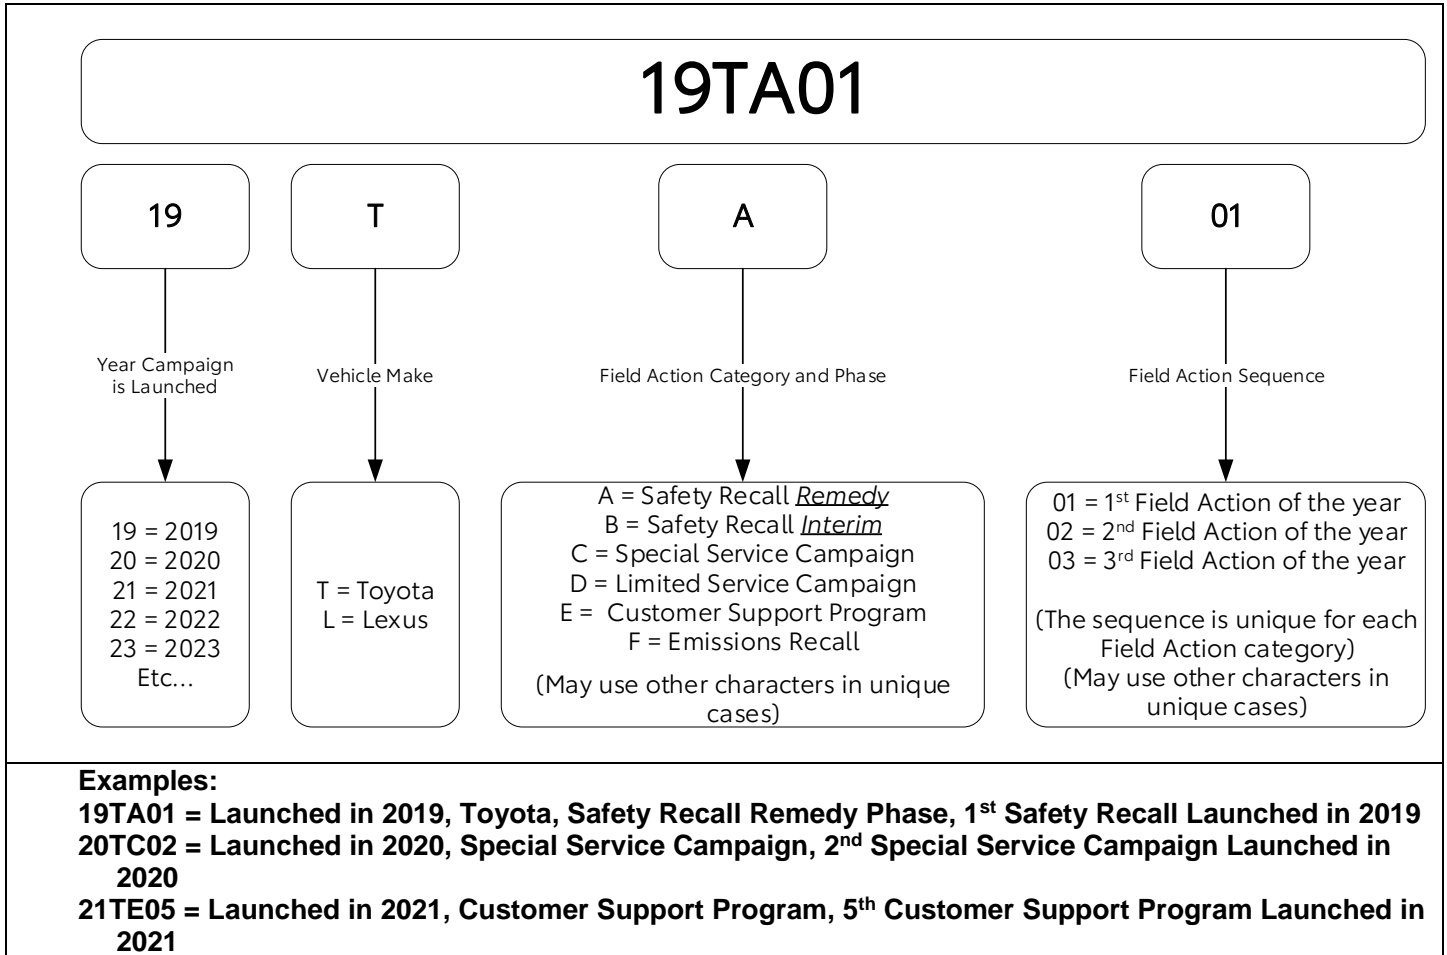 19TA01
19
T
A
01
Year Campaign
is Launched
Vehicle Make
Field Action Category and Phase
Field Action Sequence
19 = 2019
20 = 2020
21 = 2021
22 = 2022
23 = 2023
Etc...
T = Toyota
L = Lexus
A = Safety Recall Remedy
B = Safety Recall Interim
C = Special Service Campaign
D = Limited Service Campaign
E =  Customer Support Program
F = Emissions Recall
(May use other characters in unique
cases)
01 = 1st Field Action of the year
02 = 2nd Field Action of the year
03 = 3rd Field Action of the year
(The sequence is unique for each
Field Action category)
(May use other characters in
unique cases)
Examples:
19TA01 = Launched in 2019, Toyota, Safety Recall Remedy Phase, 1st Safety Recall Launched in 2019
20TC02 = Launched in 2020, Special Service Campaign, 2nd Special Service Campaign Launched in
2020
21TE05 = Launched in 2021, Customer Support Program, 5th Customer Support Program Launched in
2021